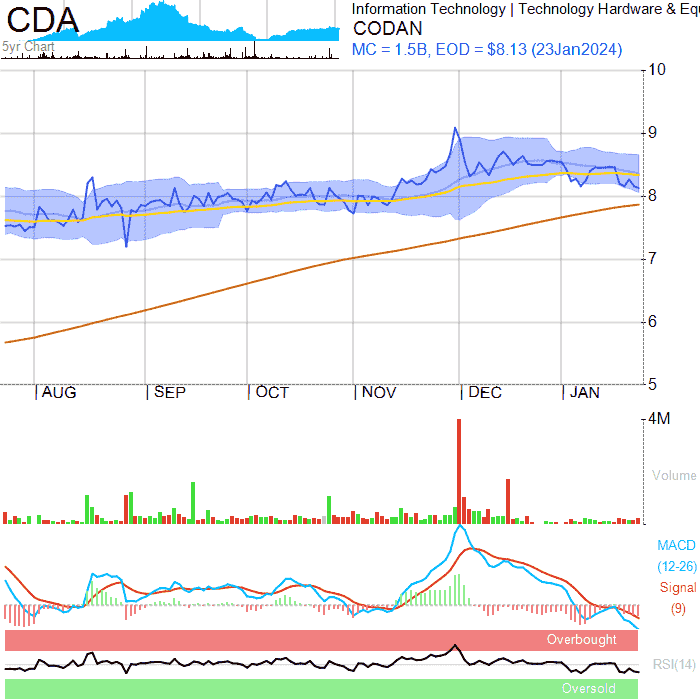 CDA
5yr Chart
Information Technology | Technology Hardware & Equ
CODAN
MC = 1.5B, EOD = $8.13 (23Jan2024)
10
9
8
7
6
5
AUG SEP OCT NOV DEC JAN
4M
Volume
MACD
(12-26)
Signal
(9)
Overbought
RSI(14)
Oversold